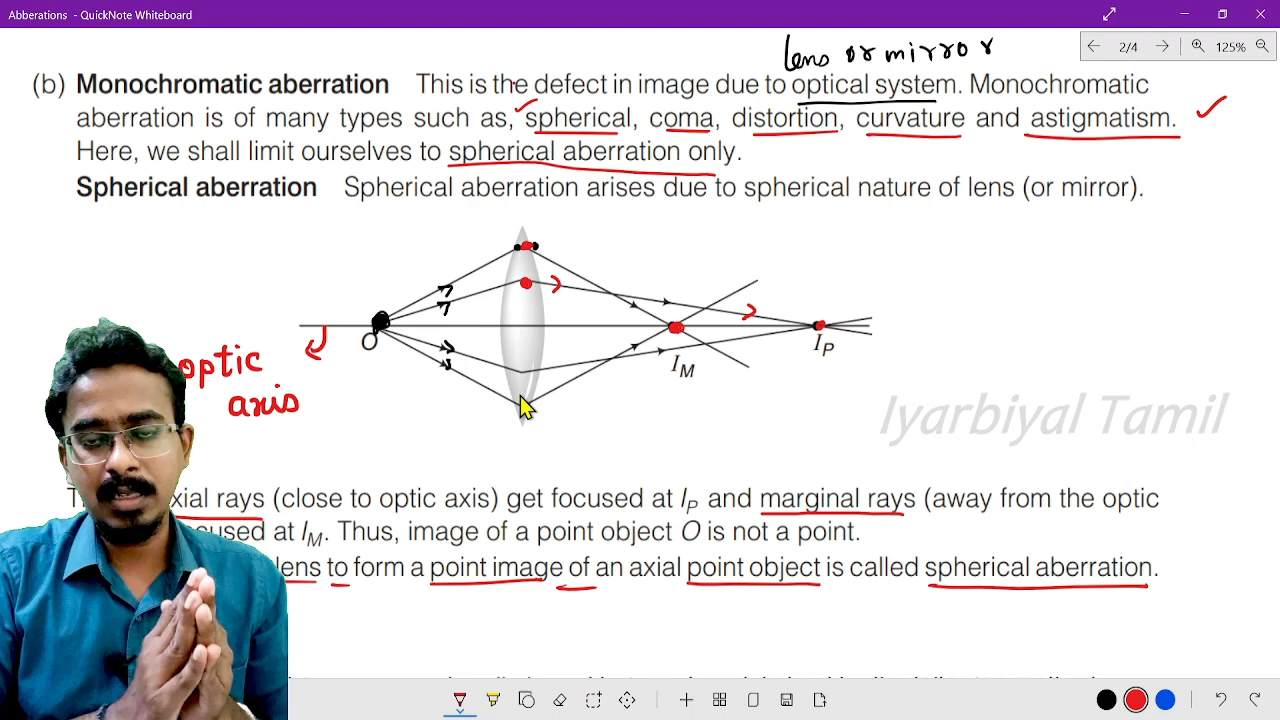 Abberations - QuickNote Whiteboard
2/4
125%
lens or mirror
(b) Monochromatic aberration This is the defect in image due to optical system. Monochromatic
aberration is of many types such as, spherical, coma, distortion, curvature and astigmatism.
Here, we shall limit ourselves to spherical aberration only.
Spherical aberration Spherical aberration arises due to spherical nature of lens (or mirror).
O
I_M
I_P
optic
axis
Iyarbiyal Tamil
xial rays (close to optic axis) get focused at I_P and marginal rays (away from the optic
cused at I_M. Thus, image of a point object O is not a point.
lens to form a point image of an axial point object is called spherical aberration.